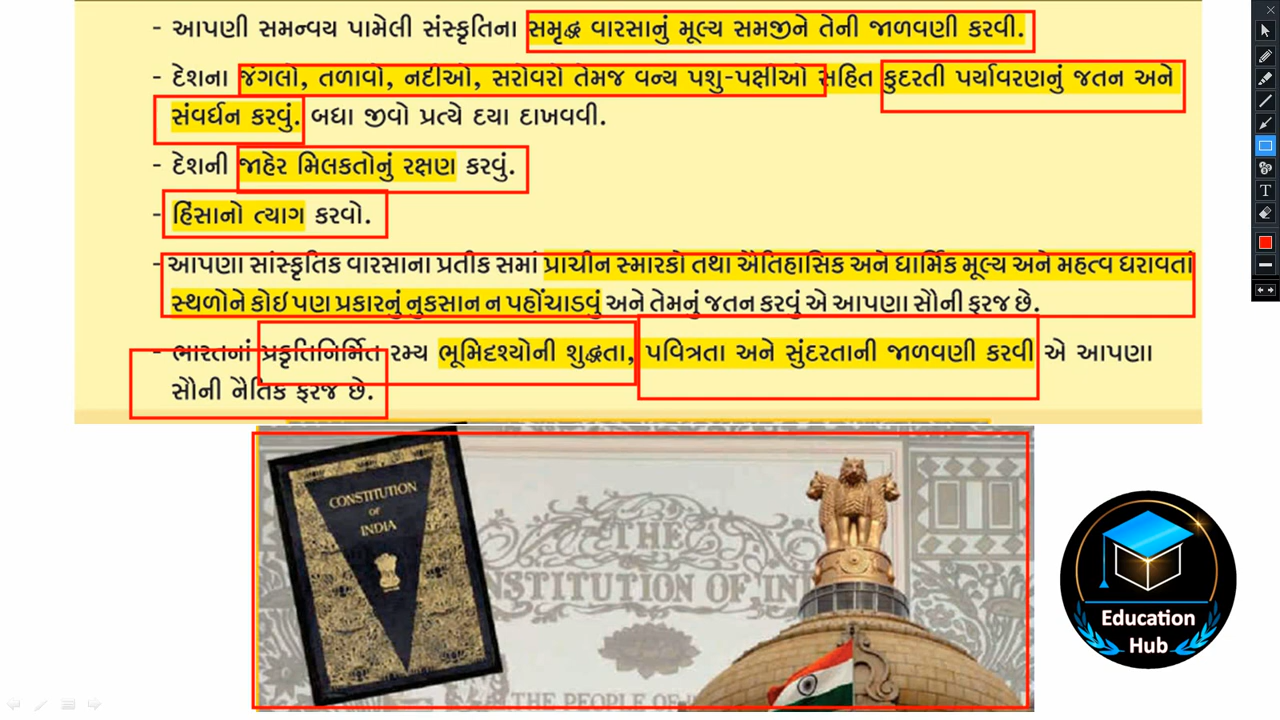 - આપણી સમન્વય પામેલી સંસ્કૃતિના સમૃદ્ધ વારસાનું મૂલ્ય સમજીને તેની જાળવણી કરવી.
- દેશના જંગલો, તળાવો, નદીઓ, સરોવરો તેમજ વન્ય પશુ-પક્ષીઓ સહિત કુદરતી પર્યાવરણનું જતન અને
સંવર્ધન કરવું. બધા જીવો પ્રત્યે દયા દાખવવી.
- દેશની જાહેર મિલકતોનું રક્ષણ કરવું.
- હિંસાનો ત્યાગ કરવો.
- આપણા સાંસ્કૃતિક વારસાના પ્રતીક સમાં પ્રાચીન સ્મારકો તથા ઐતિહાસિક અને ધાર્મિક મૂલ્ય અને મહત્વ ધરાવતાં
સ્થળોને કોઇ પણ પ્રકારનું નુકસાન ન પહોંચાડવું અને તેમનું જતન કરવું એ આપણા સૌની ફરજ છે.
- ભારતનાં પ્રકૃતિનિર્મિત રમ્ય ભૂમિદૃશ્યોની શુદ્ધતા, પવિત્રતા અને સુંદરતાની જાળવણી કરવી એ આપણા
સૌની નૈતિક ફરજ છે.
CONSTITUTION
OF
INDIA
THE
CONSTITUTION OF IN
THE PEOPLE OF
Education
Hub
T